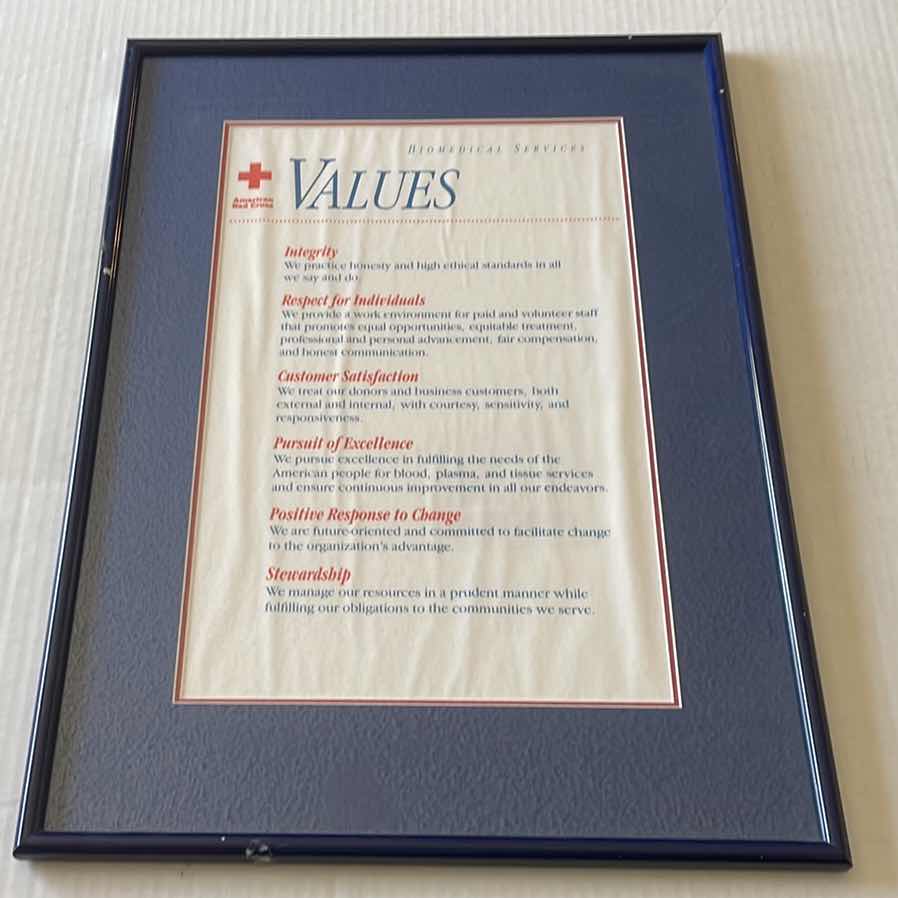 BIOMEDICAL SERVICES
American
Red Cross
VALUES
Integrity
We practice honesty and high ethical standards in all
we say and do.
Respect for Individuals
We provide a work environment for paid and volunteer staff
that promotes equal opportunities, equitable treatment,
professional and personal advancement, fair compensation,
and honest communication.
Customer Satisfaction
We treat our donors and business customers, both
external and internal, with courtesy, sensitivity, and
responsiveness.
Pursuit of Excellence
We pursue excellence in fulfilling the needs of the
American people for blood, plasma, and tissue services
and ensure continuous improvement in all our endeavors.
Positive Response to Change
We are future-oriented and committed to facilitate change
to the organization's advantage.
Stewardship
We manage our resources in a prudent manner while
fulfilling our obligations to the communities we serve.